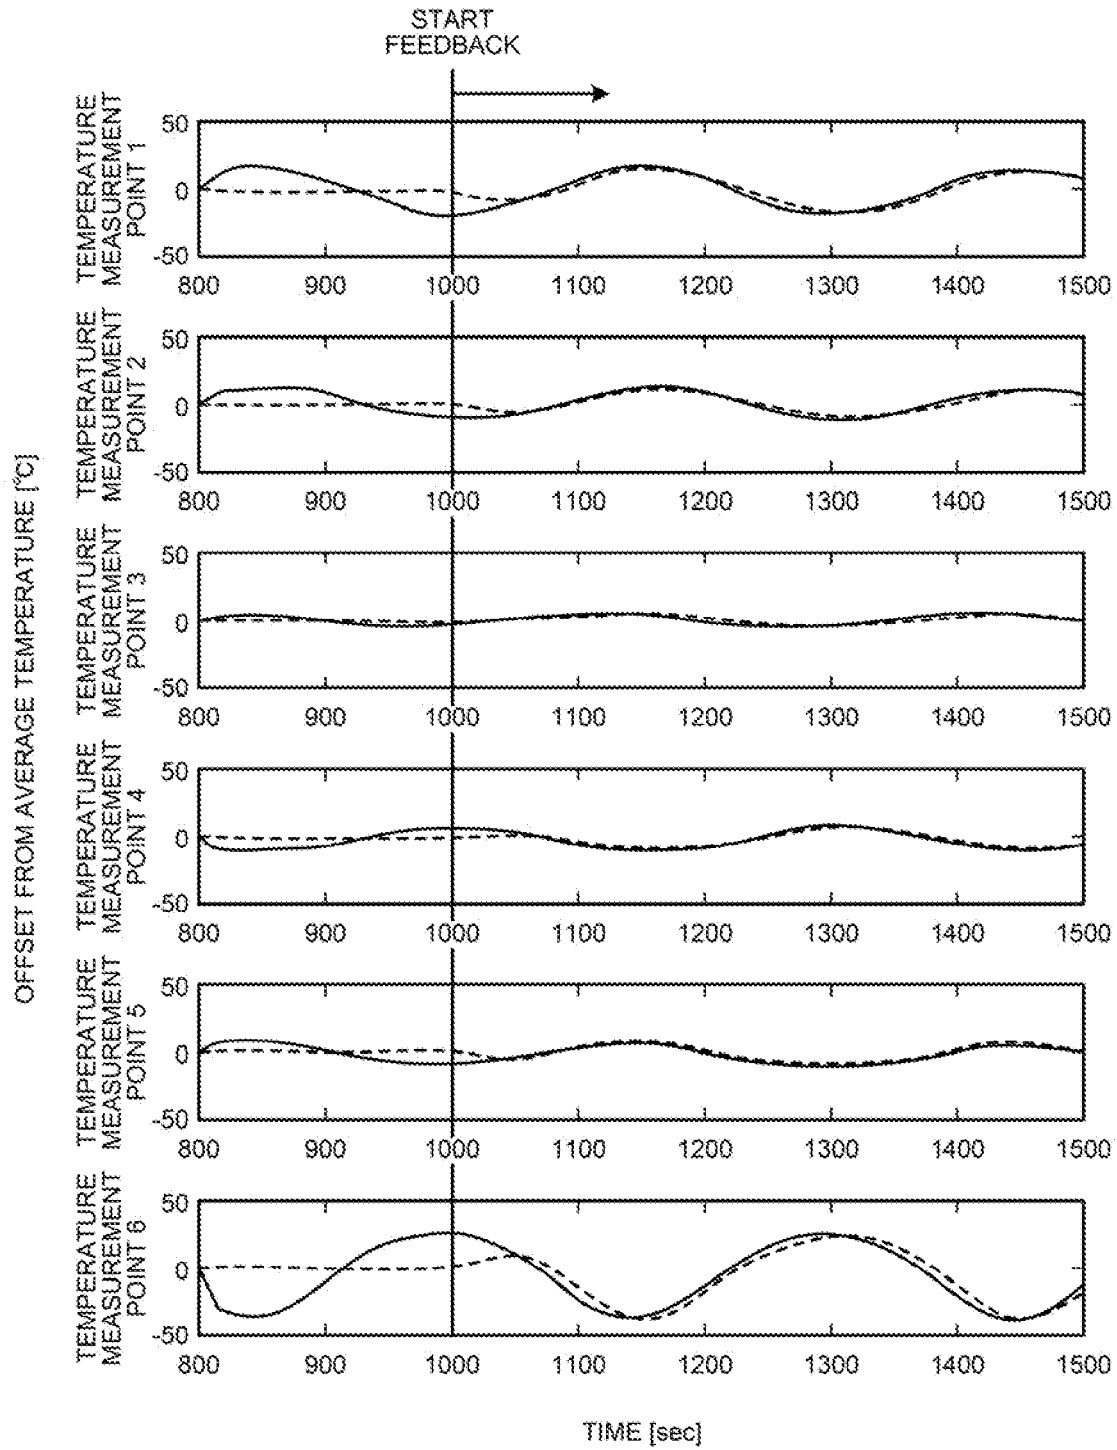 START
FEEDBACK
OFFSET FROM AVERAGE TEMPERATURE [°C]
TEMPERATURE
MEASUREMENT
POINT 1
50
0
-50
800 900 1000 1100 1200 1300 1400 1500
TEMPERATURE
MEASUREMENT
POINT 2
50
0
-50
800 900 1000 1100 1200 1300 1400 1500
TEMPERATURE
MEASUREMENT
POINT 3
50
0
-50
800 900 1000 1100 1200 1300 1400 1500
TEMPERATURE
MEASUREMENT
POINT 4
50
0
-50
800 900 1000 1100 1200 1300 1400 1500
TEMPERATURE
MEASUREMENT
POINT 5
50
0
-50
800 900 1000 1100 1200 1300 1400 1500
TEMPERATURE
MEASUREMENT
POINT 6
50
0
-50
800 900 1000 1100 1200 1300 1400 1500
TIME [sec]